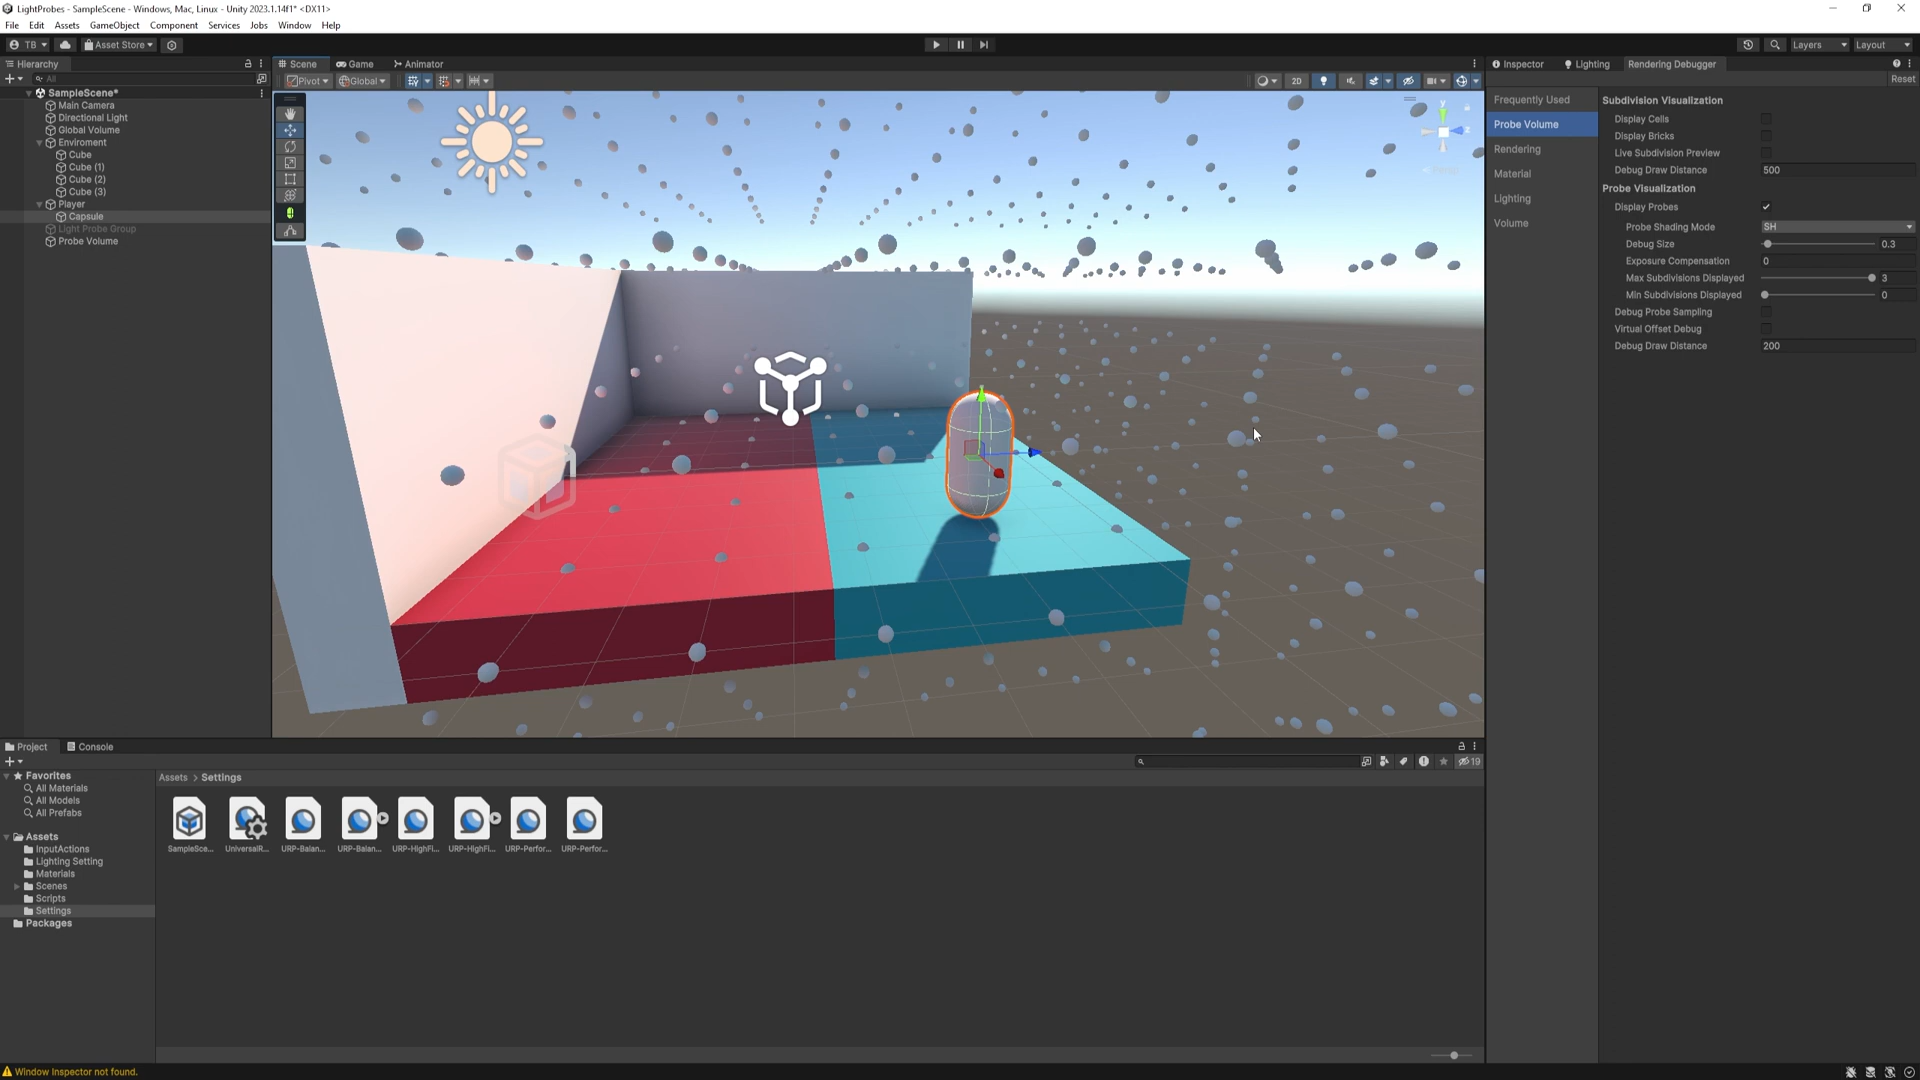 LightProbes - SampleScene - Windows, Mac, Linux - Unity 2023.1.14f1* <DX11>
File Edit Assets GameObject Component Services Jobs Window Help
TB Asset Store Layers Layout
Hierarchy
All
SampleScene*
Main Camera
Directional Light
Global Volume
Enviroment
Cube
Cube (1)
Cube (2)
Cube (3)
Player
Capsule
Light Probe Group
Probe Volume
Scene Game Animator
Pivot Global 2D
Inspector Lighting Rendering Debugger
Reset
Frequently Used
Probe Volume
Rendering
Material
Lighting
Volume
Subdivision Visualization
Display Cells
Display Bricks
Live Subdivision Preview
Debug Draw Distance 500
Probe Visualization
Display Probes
Probe Shading Mode SH
Debug Size 0.3
Exposure Compensation 0
Max Subdivisions Displayed 3
Min Subdivisions Displayed 0
Debug Probe Sampling
Virtual Offset Debug
Debug Draw Distance 200
Project Console
19
Favorites
All Materials
All Models
All Prefabs
Assets
InputActions
Lighting Setting
Materials
Scenes
Scripts
Settings
Packages
Assets > Settings
SampleSce... UniversalR... URP-Balan... URP-Balan... URP-HighFi... URP-HighFi... URP-Perfor... URP-Perfor...
Window Inspector not found.